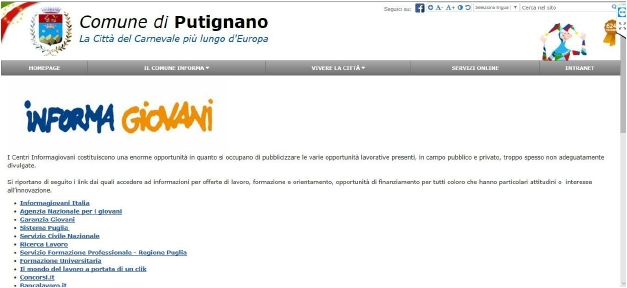 Seguici su: A- A+ Seleziona lingua Cerca nel sito
Comune di Putignano
La Città del Carnevale più lungo d'Europa
624
HOMEPAGE IL COMUNE INFORMA VIVERE LA CITTÀ SERVIZI ONLINE INTRANET
INFORMA GIOVANI
I Centri Informagiovani costituiscono una enorme opportunità in quanto si occupano di pubblicizzare le varie opportunità lavorative presenti, in campo pubblico e privato, troppo spesso non adeguatamente
divulgate.
Si riportano di seguito i link dai quali accedere ad informazioni per offerte di lavoro, formazione e orientamento, opportunità di finanziamento per tutti coloro che hanno particolari attitudini o interesse
all'innovazione.
Informagiovani Italia
Agenzia Nazionale per i giovani
Garanzia Giovani
Sistema Puglia
Servizio Civile Nazionale
Ricerca Lavoro
Servizio Formazione Professionale - Regione Puglia
Formazione Universitaria
Il mondo del lavoro a portata di un clik
Concorsi.it
Bancalavoro.it